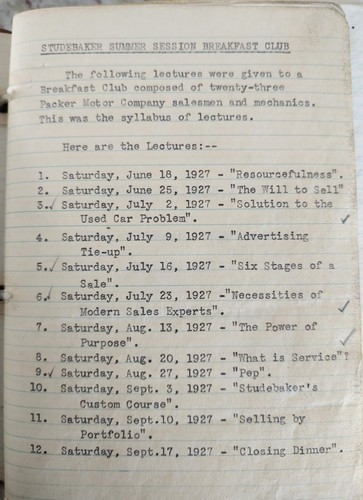 STUDEBAKER SUMMER SESSION BREAKFAST CLUB
The following lectures were given to a
Breakfast Club composed of twenty-three
Packer Motor Company salesmen and mechanics.
This was the syllabus of lectures.
Here are the Lectures:--
1. Saturday, June 18, 1927 - "Resourcefulness".
2. Saturday, June 25, 1927 - "The Will to Sell"
3.✓ Saturday, July 2, 1927 - "Solution to the
Used Car Problem". ✓
4. Saturday, July 9, 1927 - "Advertising
Tie-up".
5.✓ Saturday, July 16, 1927 - "Six Stages of a
Sale".
6.✓ Saturday, July 23, 1927 -"Necessities of
Modern Sales Experts". ✓
7. Saturday, Aug. 13, 1927 - "The Power of
Purpose". ✓
8. Saturday, Aug. 20, 1927 - "What is Service"?
9.✓ Saturday, Aug. 27, 1927 - "Pep".
10. Saturday, Sept. 3, 1927 - "Studebaker's
Custom Course".
11. Saturday, Sept.10, 1927 - "Selling by
Portfolio".
12. Saturday, Sept.17, 1927 - "Closing Dinner".